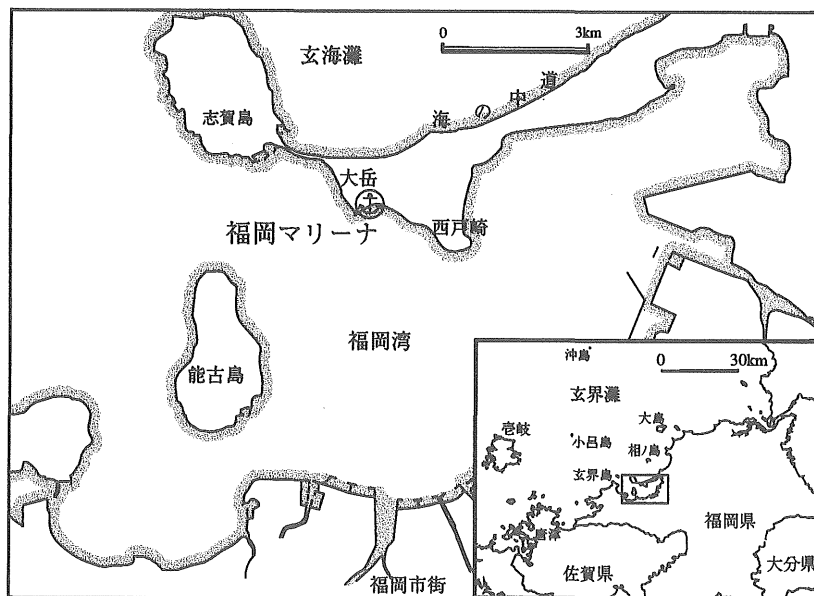 玄海灘
0 3km
志賀島
海の中道
大岳
西戸崎
福岡マリーナ
福岡湾
能古島
福岡市街
沖島
0 30km
玄界灘
大島
壱岐
小呂島
相ノ島
玄界島
福岡県
唐津
佐賀県
大分県